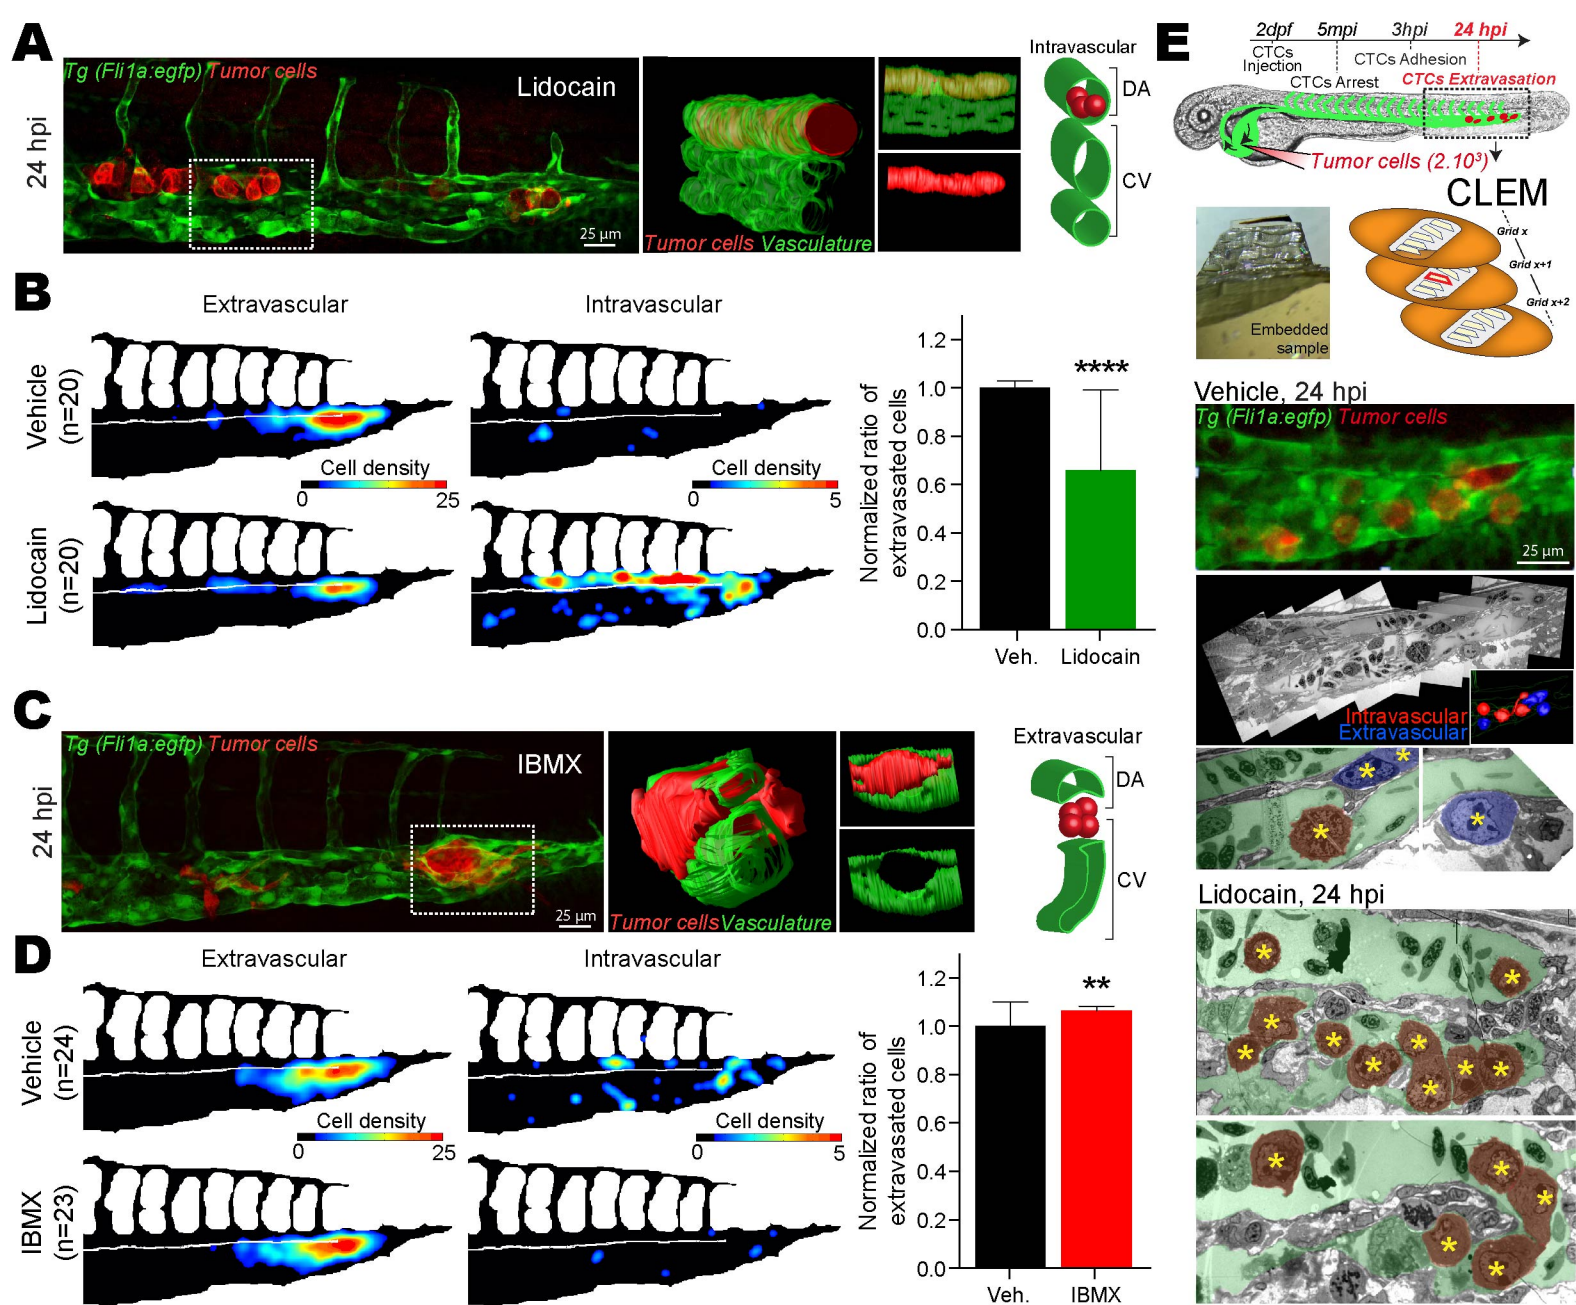 A
Tg (Fli1a:egfp) Tumor cells
Lidocain
24 hpi
25 µm
Tumor cells Vasculature
Intravascular
DA
CV
B
Extravascular
Intravascular
Vehicle
(n=20)
Cell density
0
25
Cell density
0
5
Lidocain
(n=20)
Normalized ratio of
extravasated cells
1.2
1.0
0.8
0.6
0.4
0.2
0.0
****
Veh.
Lidocain
C
Tg (Fli1a:egfp) Tumor cells
IBMX
24 hpi
25 µm
Tumor cells Vasculature
Extravascular
DA
CV
D
Extravascular
Intravascular
Vehicle
(n=24)
Cell density
0
25
Cell density
0
5
IBMX
(n=23)
Normalized ratio of
extravasated cells
1.2
1.0
0.8
0.6
0.4
0.2
0.0
**
Veh.
IBMX
E
2dpf
5mpi
3hpi
24 hpi
CTCs
Injection
CTCs Arrest
CTCs Adhesion
CTCs Extravasation
Tumor cells (2.10³)
CLEM
Grid x
Grid x+1
Grid x+2
Embedded
sample
Vehicle, 24 hpi
Tg (Fli1a:egfp) Tumor cells
25 µm
Intravascular
Extravascular
* * * *
Lidocain, 24 hpi
* * * * * * * * * * *
* * * * *